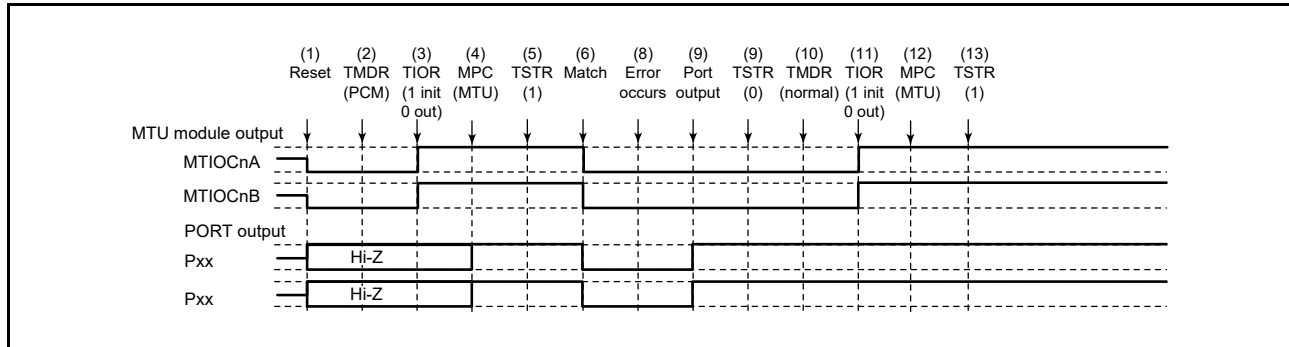 (1) (2) (3) (4) (5) (6) (8) (9) (9) (10) (11) (12) (13)
Reset TMDR TIOR MPC TSTR Match Error Port TSTR TMDR TIOR MPC TSTR
(PCM) (1 init (MTU) (1) occurs output (0) (normal) (1 init (MTU) (1)
0 out) 0 out)
MTU module output
MTIOCnA
MTIOCnB
PORT output
Pxx Hi-Z
Pxx Hi-Z